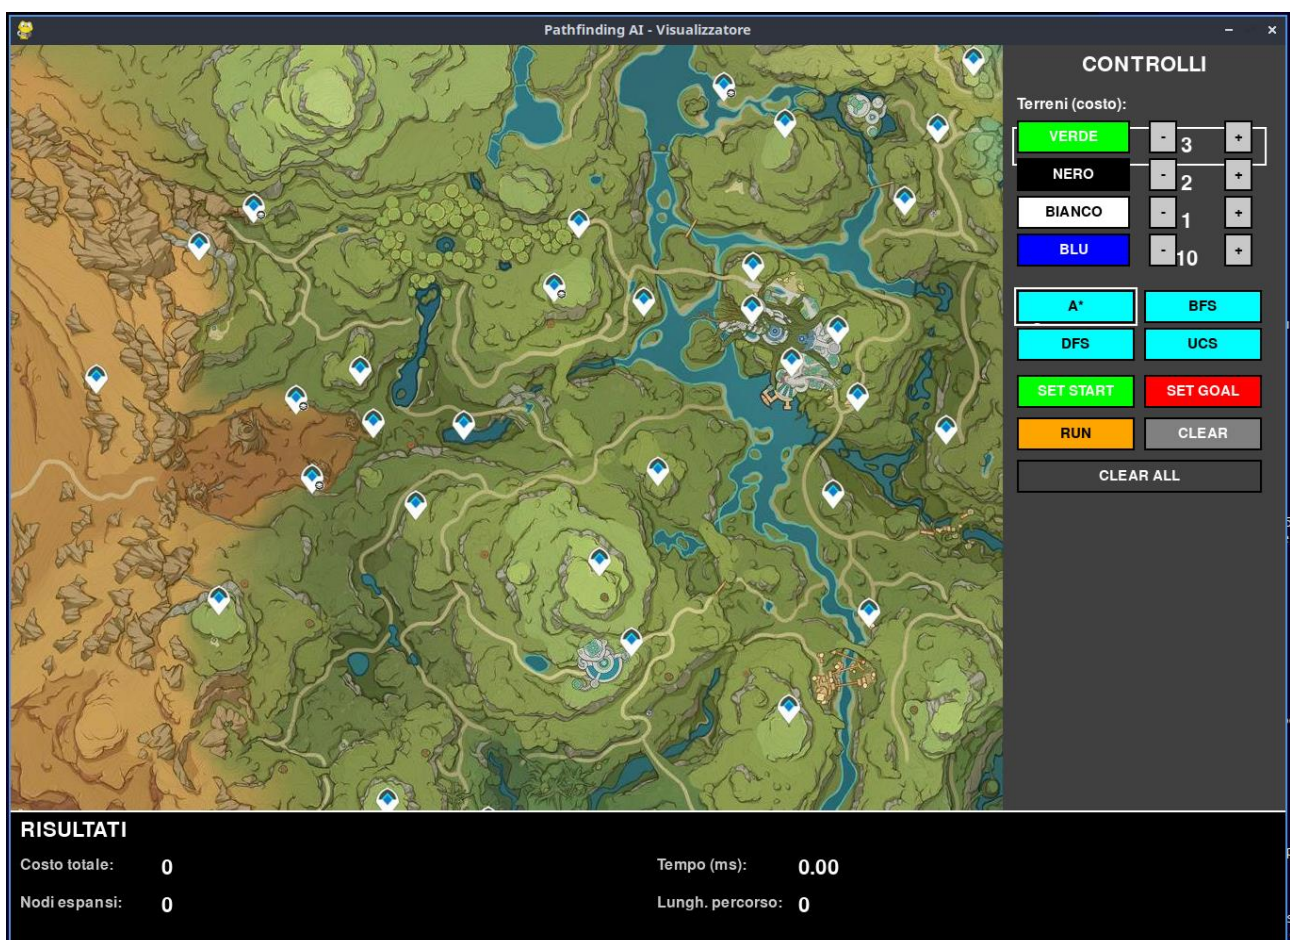 Pathfinding AI - Visualizzatore
CONTROLLI
Terreni (costo):
VERDE - 3 +
NERO - 2 +
BIANCO - 1 +
BLU - 10 +
A* BFS
DFS UCS
SET START SET GOAL
RUN CLEAR
CLEAR ALL
RISULTATI
Costo totale: 0 Tempo (ms): 0.00
Nodi espansi: 0 Lungh. percorso: 0